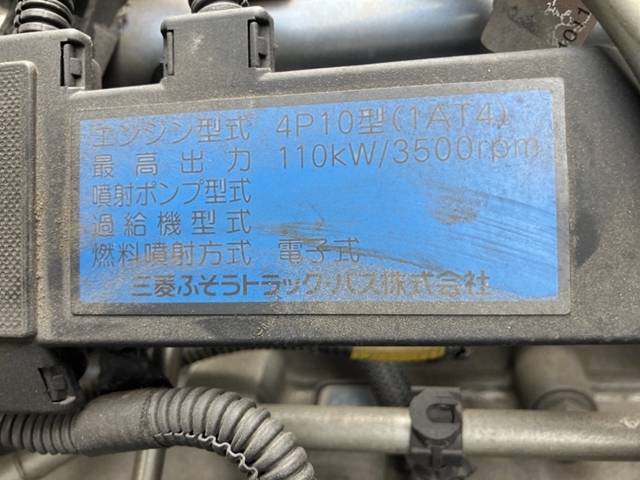 エンジン型式 4P10型(1AT4)
最高出力 110kW/3500rpm
噴射ポンプ型式
過給機型式
燃料噴射方式 電子式
三菱ふそうトラック・バス株式会社